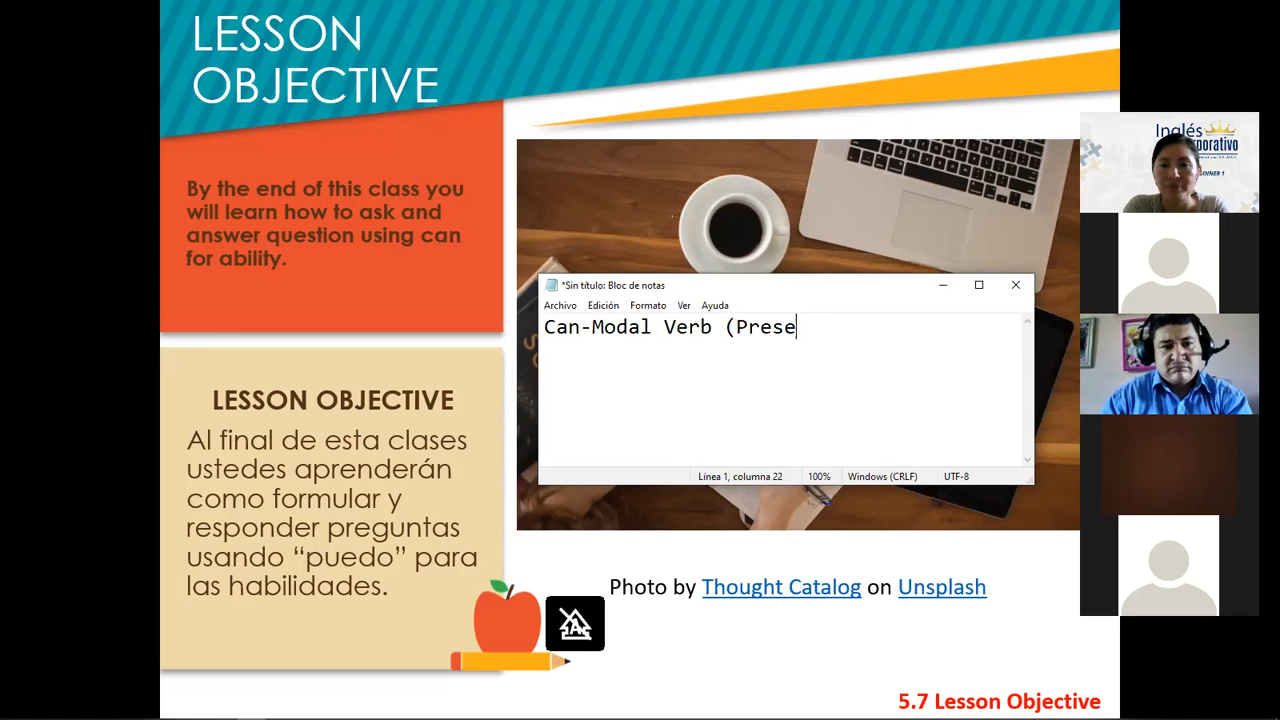 LESSON
OBJECTIVE
By the end of this class you
will learn how to ask and
answer question using can
for ability.
LESSON OBJECTIVE
Al final de esta clases
ustedes aprenderán
como formular y
responder preguntas
usando “puedo” para
las habilidades.
*Sin título: Bloc de notas
Archivo Edición Formato Ver Ayuda
Can-Modal Verb (Prese
Línea 1, columna 22 100% Windows (CRLF) UTF-8
Photo by Thought Catalog on Unsplash
5.7 Lesson Objective
Inglés